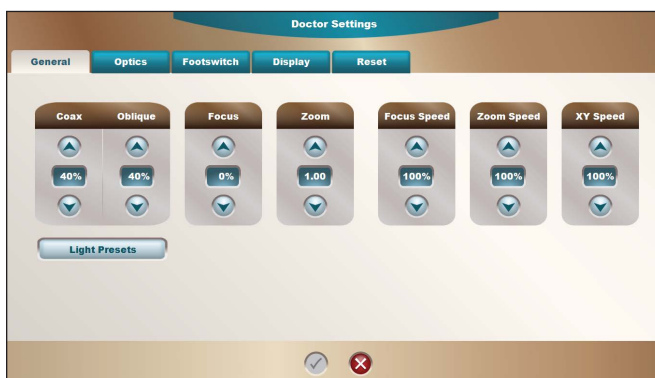 Doctor Settings
General Optics Footswitch Display Reset
Coax Oblique Focus Zoom Focus Speed Zoom Speed XY Speed
40% 40% 0% 1.00 100% 100% 100%
Light Presets